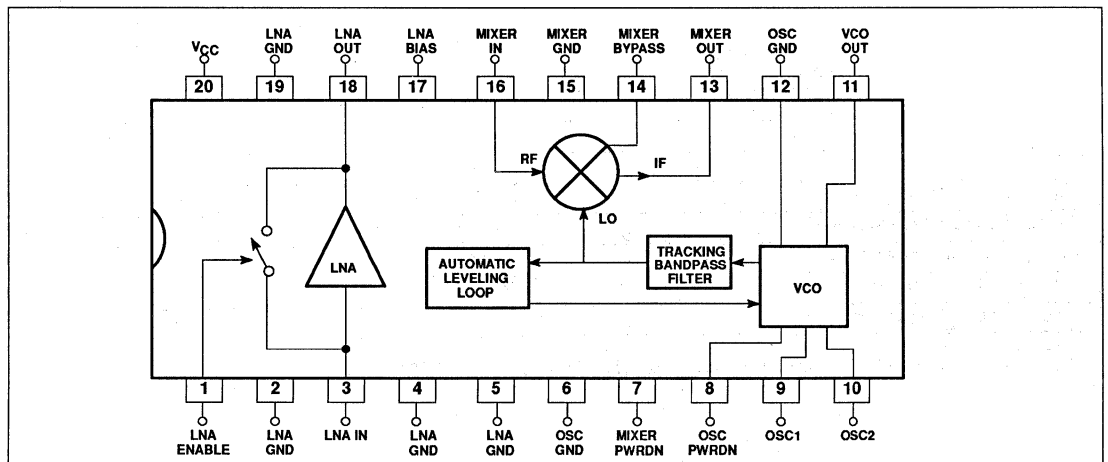 VCC
LNA
GND
LNA
OUT
LNA
BIAS
MIXER
IN
MIXER
GND
MIXER
BYPASS
MIXER
OUT
OSC
GND
VCO
OUT
20
19
18
17
16
15
14
13
12
11
RF
IF
LO
LNA
AUTOMATIC
LEVELING
LOOP
TRACKING
BANDPASS
FILTER
VCO
1
2
3
4
5
6
7
8
9
10
LNA
ENABLE
LNA
GND
LNA IN
LNA
GND
LNA
GND
OSC
GND
MIXER
PWRDN
OSC
PWRDN
OSC1
OSC2